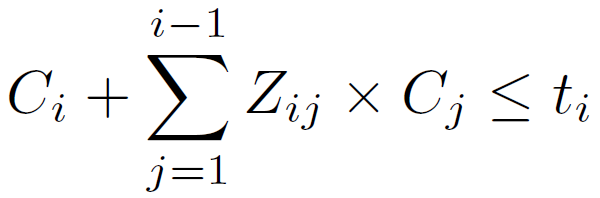 C_i + \sum_{j=1}^{i-1} Z_{ij} \times C_j \leq t_i